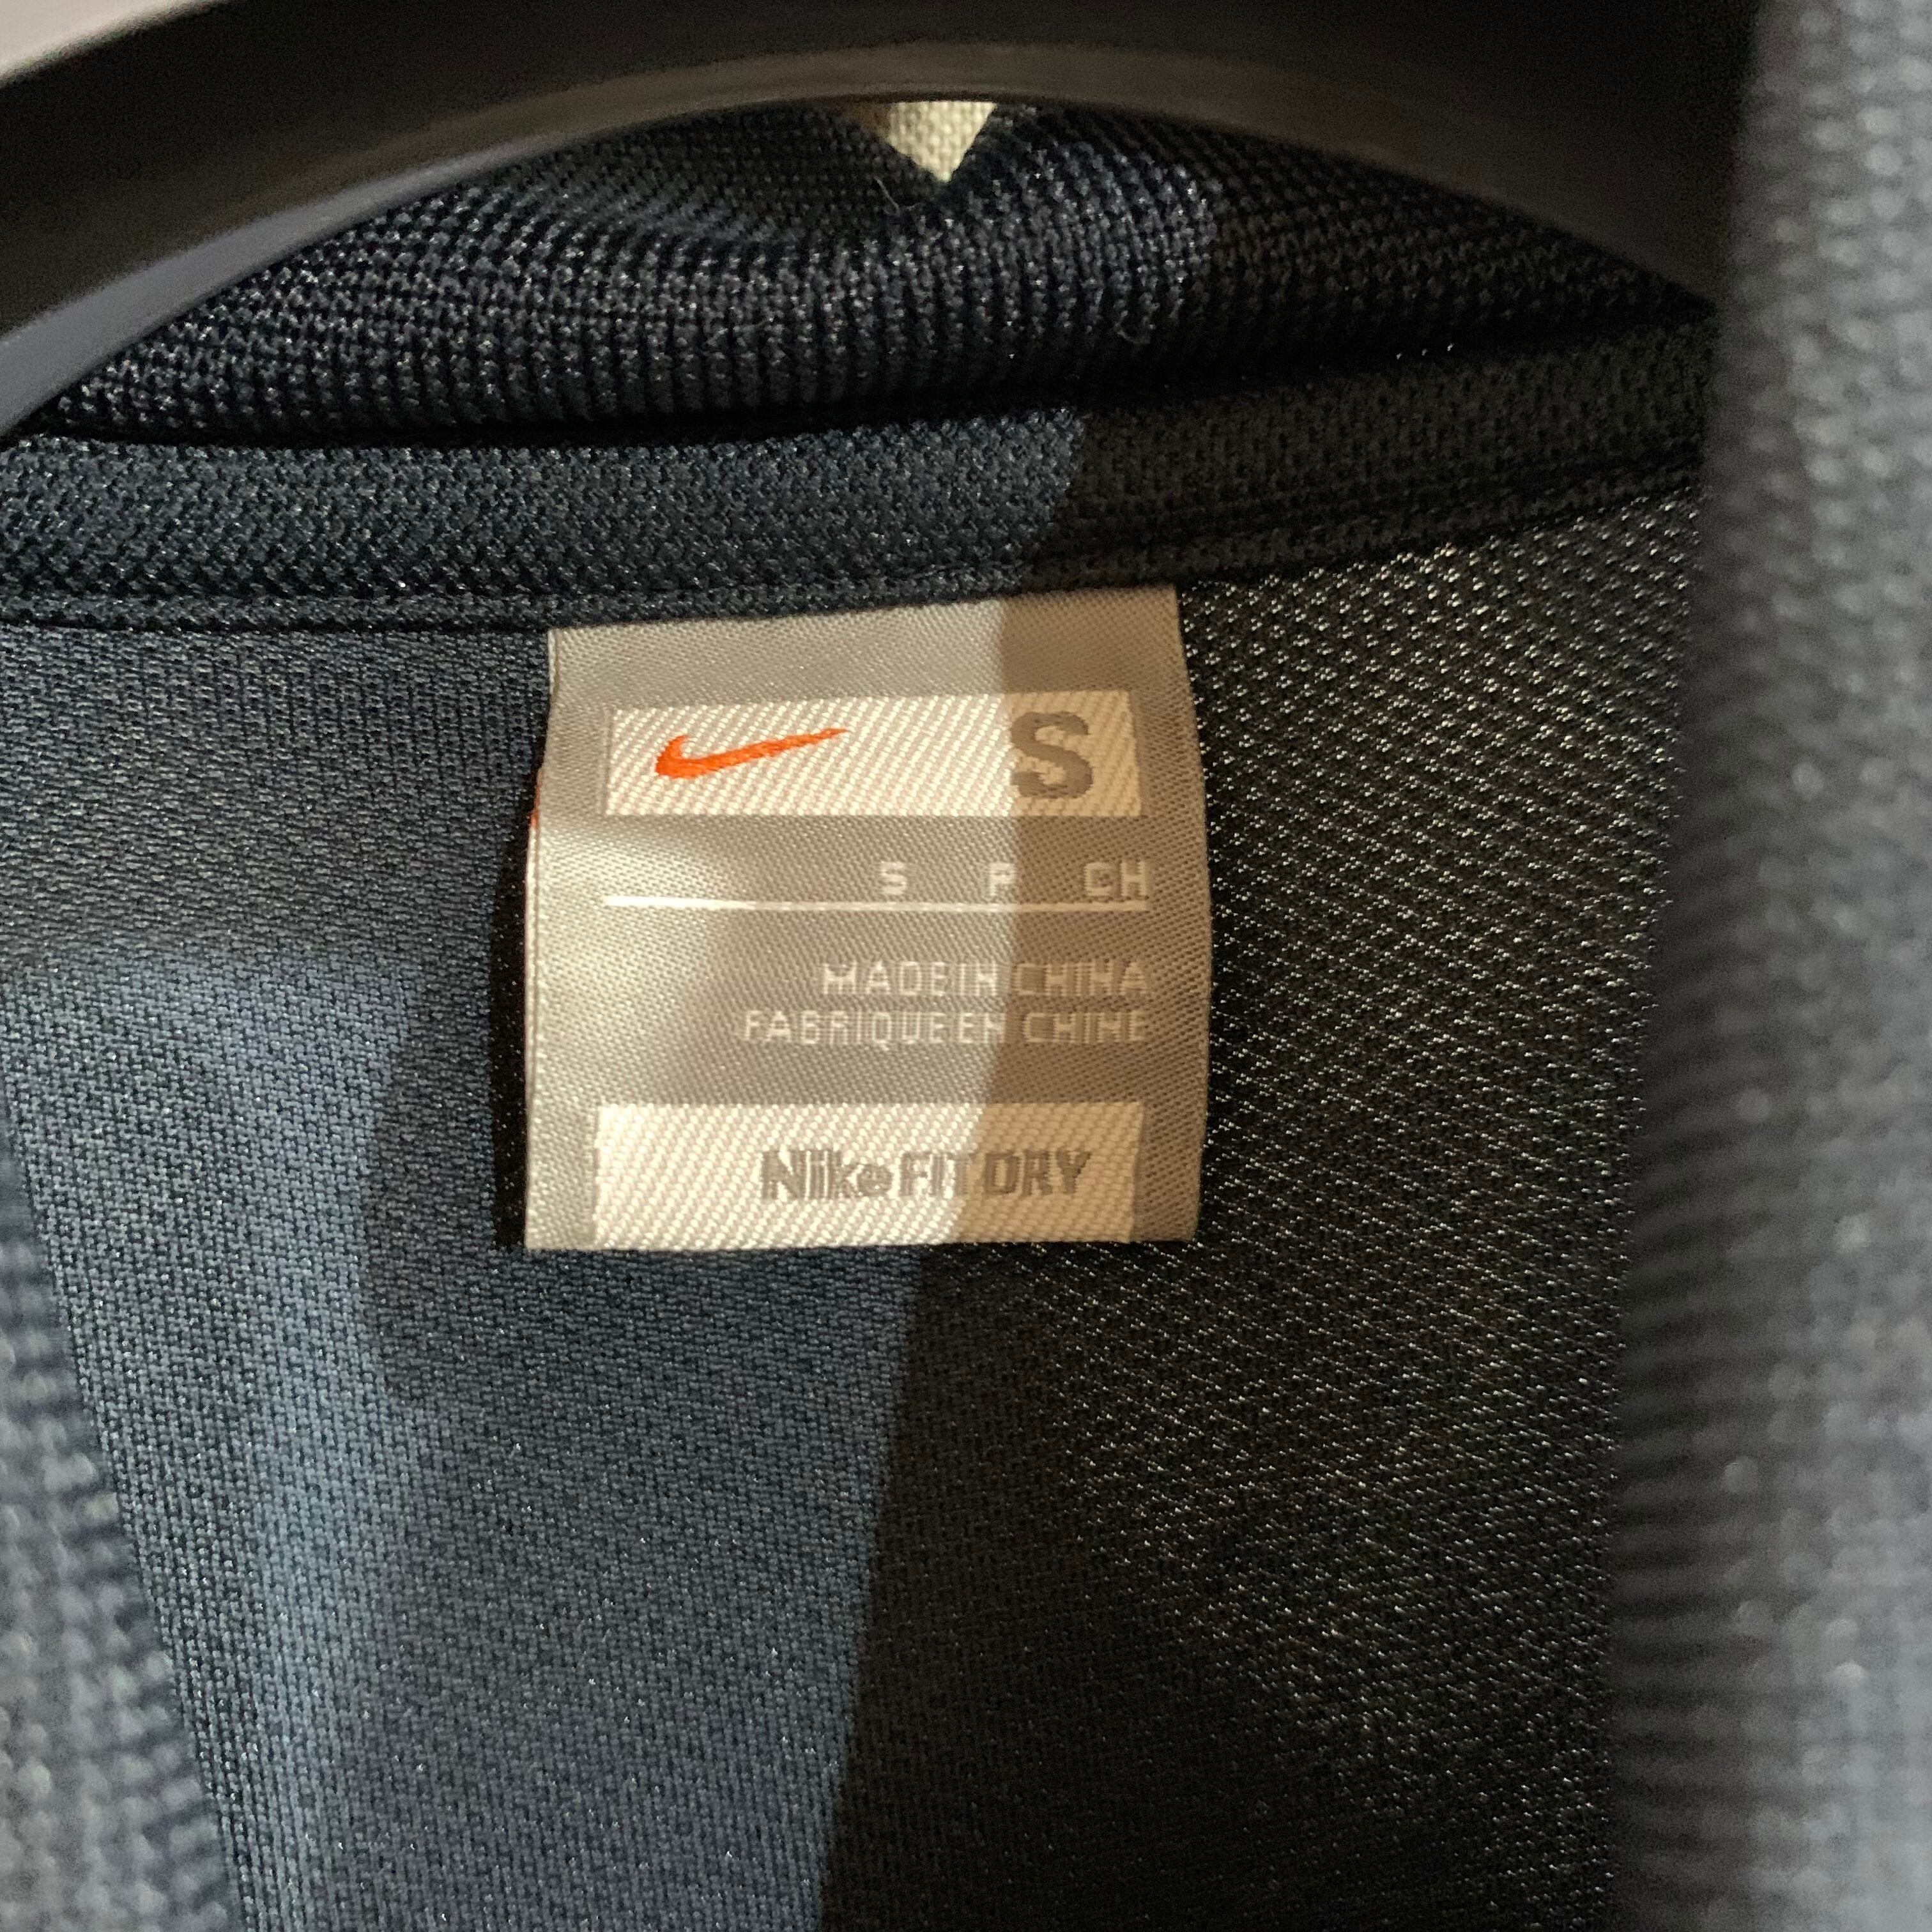 S
S P CH
MADE IN CHINA
FABRIQUE EN CHINE
Nike FIT DRY